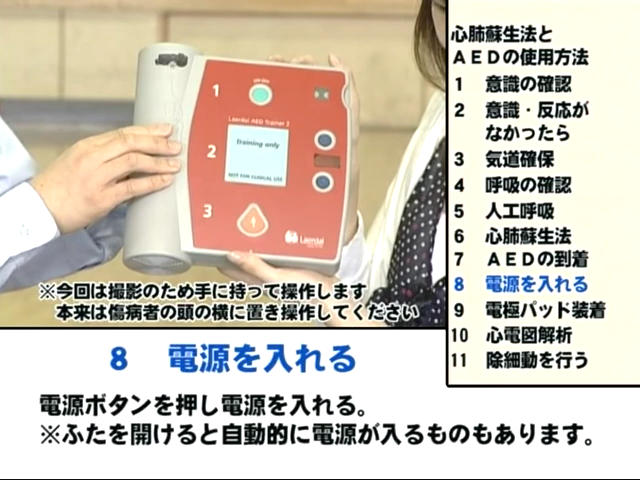 心肺蘇生法と
ＡＥＤの使用方法
1 意識の確認
2 意識・反応が
なかったら
3 気道確保
4 呼吸の確認
5 人工呼吸
6 心肺蘇生法
7 ＡＥＤの到着
8 電源を入れる
9 電極パッド装着
10 心電図解析
11 除細動を行う
1
Laerdal AED Trainer 2
2
Training only
NOT FOR CLINICAL USE
3
Laerdal
※今回は撮影のため手に持って操作します
本来は傷病者の頭の横に置き操作してください
8 電源を入れる
電源ボタンを押し電源を入れる。
※ふたを開けると自動的に電源が入るものもあります。